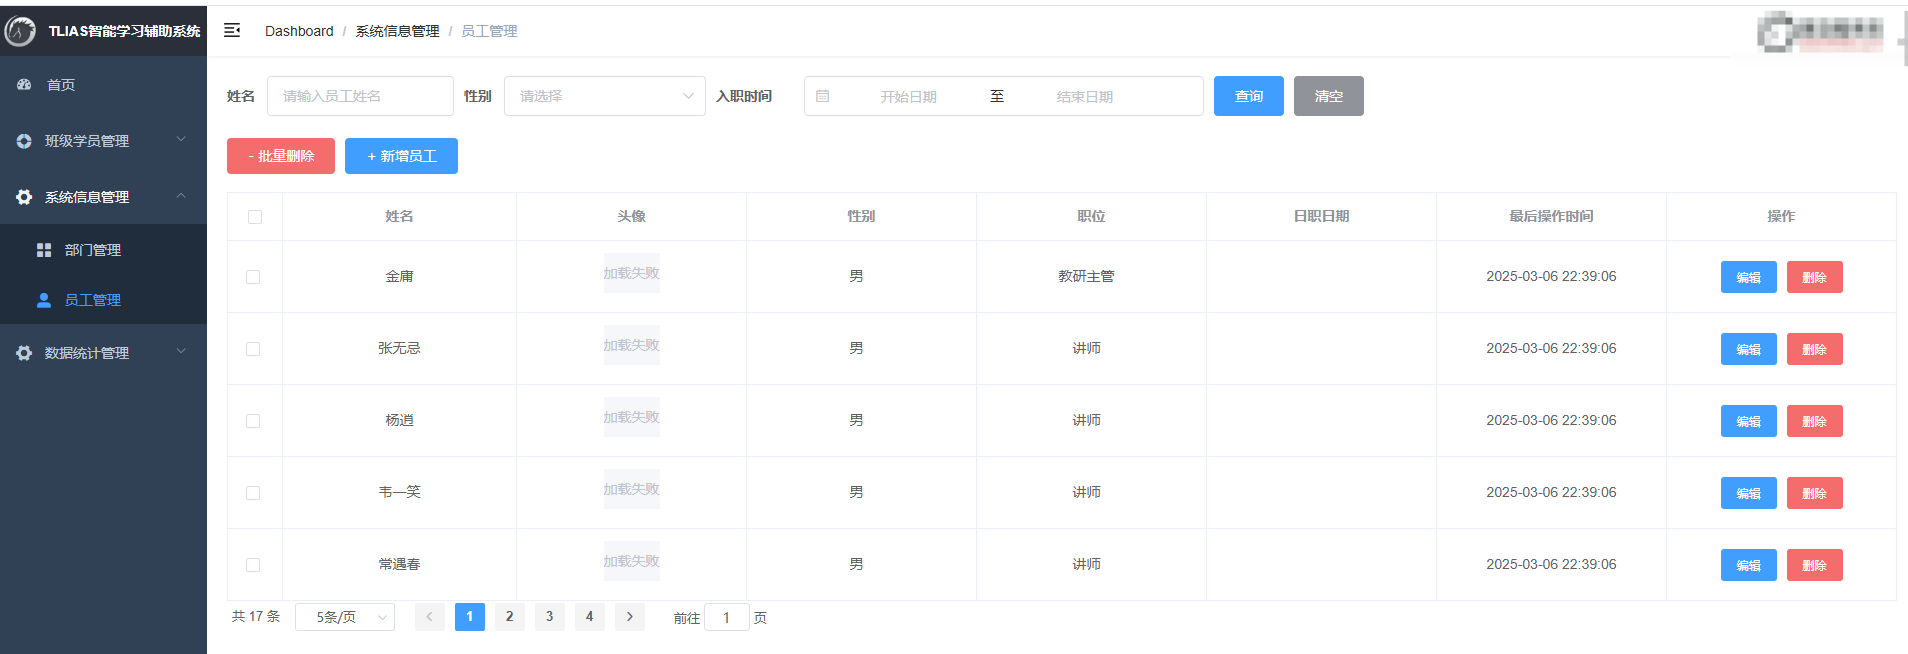 TLIAS智能学习辅助系统
Dashboard / 系统信息管理 / 员工管理
首页
班级学员管理
系统信息管理
部门管理
员工管理
数据统计管理
姓名 请输入员工姓名 性别 请选择 入职时间 开始日期 至 结束日期 查询 清空
- 批量删除 + 新增员工
姓名 头像 性别 职位 日职日期 最后操作时间 操作
金庸 加载失败 男 教研主管 2025-03-06 22:39:06 编辑 删除
张无忌 加载失败 男 讲师 2025-03-06 22:39:06 编辑 删除
杨逍 加载失败 男 讲师 2025-03-06 22:39:06 编辑 删除
韦一笑 加载失败 男 讲师 2025-03-06 22:39:06 编辑 删除
常遇春 加载失败 男 讲师 2025-03-06 22:39:06 编辑 删除
共 17 条 5条/页 < 1 2 3 4 > 前往 1 页